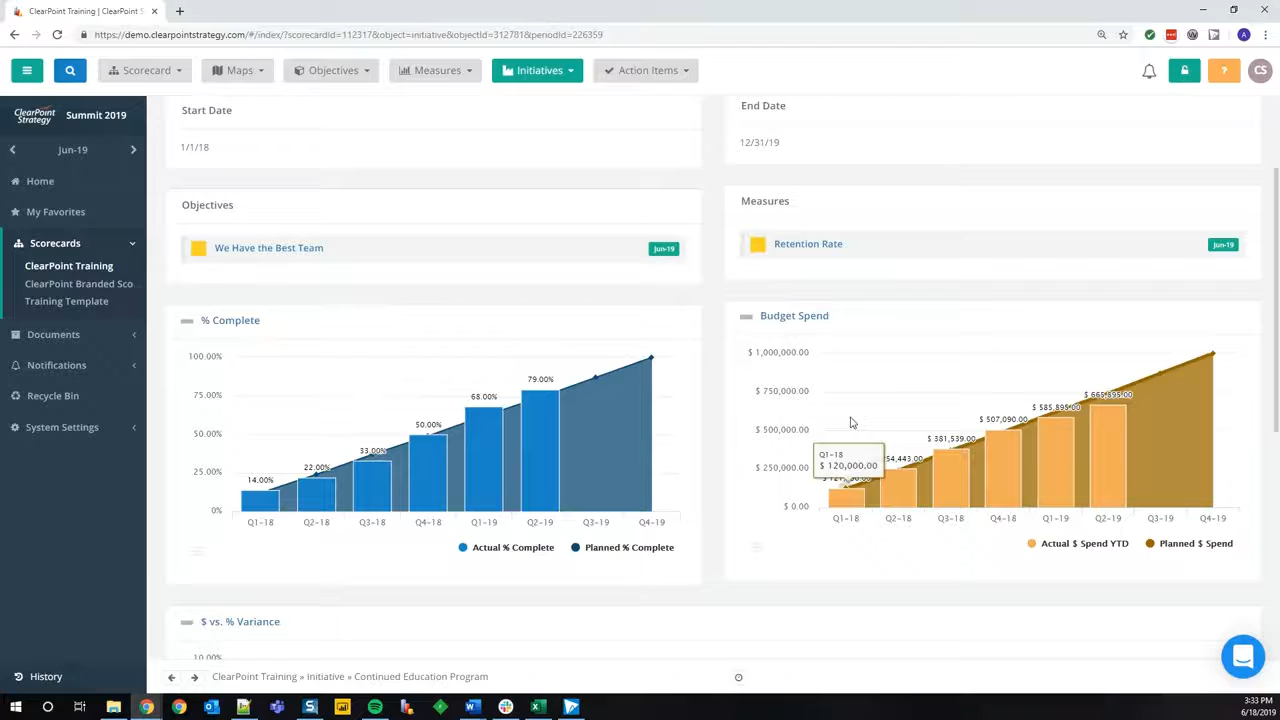 ClearPoint Training | ClearPoint S
https://demo.clearpointstrategy.com/#/index/?scorecardId=112317&object=initiative&objectId=312781&periodId=226359
Scorecard
Maps
Objectives
Measures
Initiatives
Action Items
?
CS
ClearPoint
Strategy
Summit 2019
Jun-19
Home
My Favorites
Scorecards
ClearPoint Training
ClearPoint Branded Sco
Training Template
Documents
Notifications
Recycle Bin
System Settings
History
Start Date
1/1/18
End Date
12/31/19
Objectives
We Have the Best Team
Jun-19
Measures
Retention Rate
Jun-19
% Complete
100.00%
75.00%
50.00%
25.00%
0%
14.00%
22.00%
33.00%
50.00%
68.00%
79.00%
Q1-18 Q2-18 Q3-18 Q4-18 Q1-19 Q2-19 Q3-19 Q4-19
Actual % Complete Planned % Complete
Budget Spend
$ 1,000,000.00
$ 750,000.00
$ 500,000.00
$ 250,000.00
$ 0.00
Q1-18
$ 120,000.00
54,443.00
$ 381,539.00
$ 507,090.00
$ 585,895.00
$ 665,895.00
Q1-18 Q2-18 Q3-18 Q4-18 Q1-19 Q2-19 Q3-19 Q4-19
Actual $ Spend YTD Planned $ Spend
$ vs. % Variance
10.00%
ClearPoint Training » Initiative » Continued Education Program
3:33 PM
6/18/2019